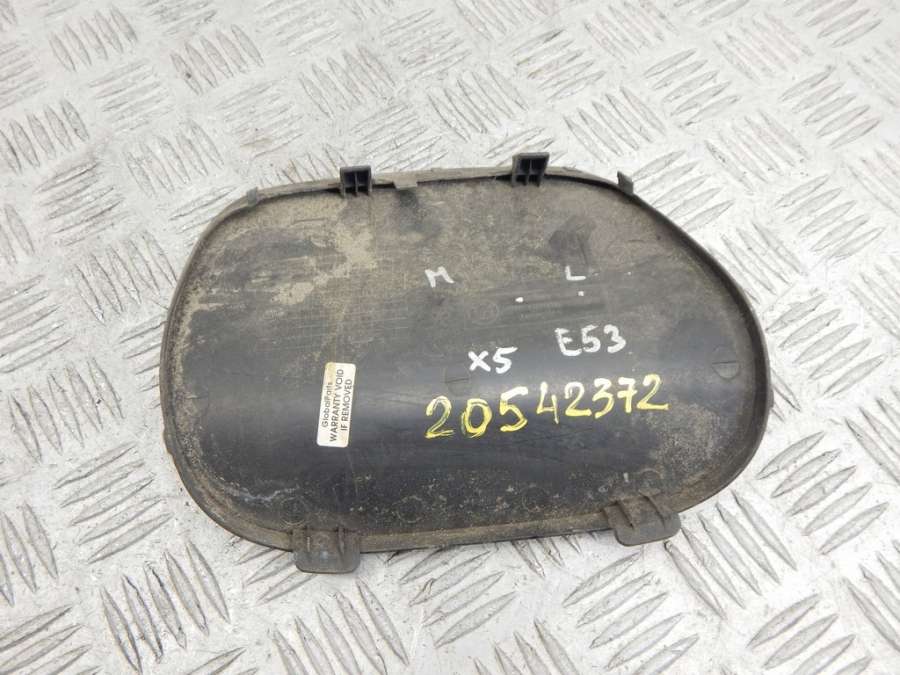 M L
X5 E53
20542372
GlobalParts
WARRANTY VOID
IF REMOVED